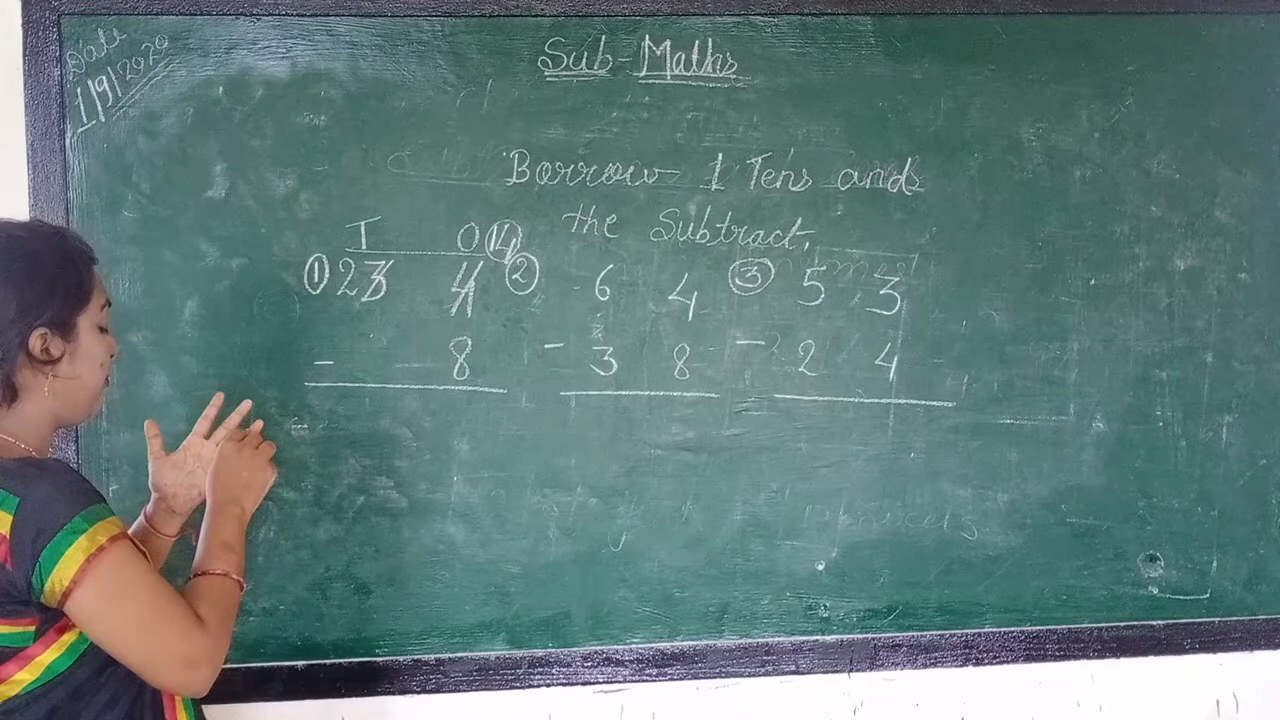 Date
1/9/2020
Sub-Maths
Borrow 1 Tens and
the Subtract.
T O 14
① 2 3 4 ② 6 4 ③ 5 3
- 8 - 3 8 - 2 4